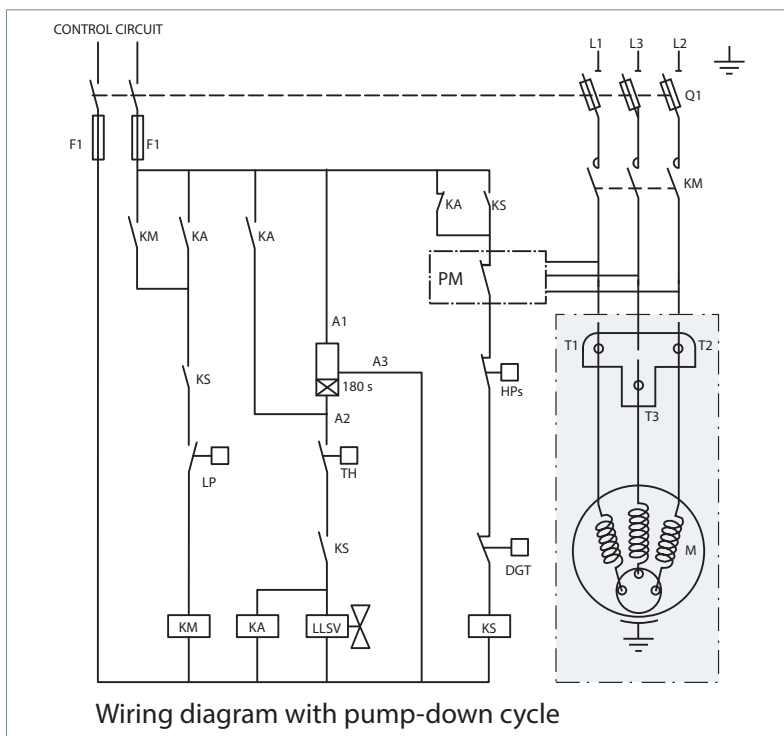 CONTROL CIRCUIT
L1 L3 L2
Q1
F1 F1
KM
KA KS
KM KA KA
PM
A1
T1 T2
A3
180 s
HPs
KS
A2
T3
LP TH
KS
M
DGT
KM KA LLSV KS
Wiring diagram with pump-down cycle